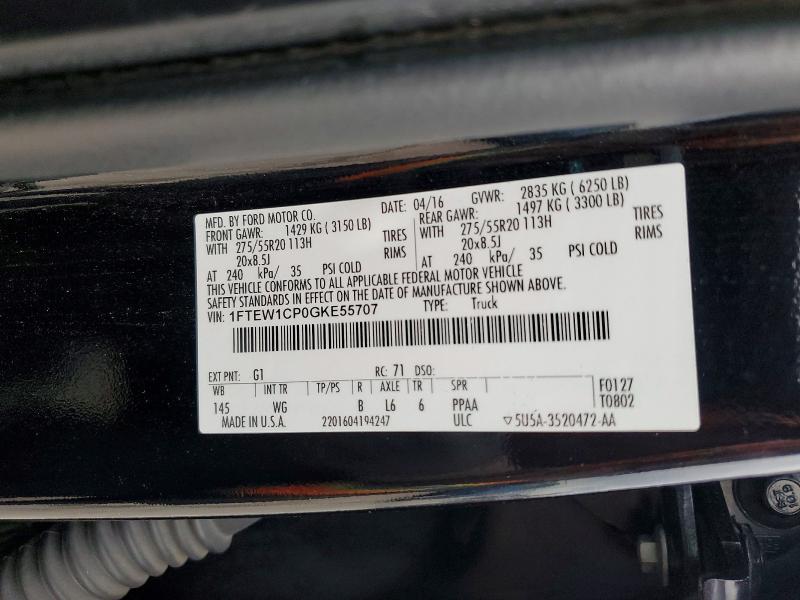 MFD. BY FORD MOTOR CO.
DATE: 04/16 GVWR: 2835 KG ( 6250 LB)
FRONT GAWR: 1429 KG ( 3150 LB) REAR GAWR: 1497 KG ( 3300 LB)
WITH 275/55R20 113H TIRES WITH 275/55R20 113H TIRES
20x8.5J RIMS 20x8.5J RIMS
AT 240 kPa/ 35 PSI COLD AT 240 kPa/ 35 PSI COLD
THIS VEHICLE CONFORMS TO ALL APPLICABLE FEDERAL MOTOR VEHICLE
SAFETY STANDARDS IN EFFECT ON THE DATE OF MANUFACTURE SHOWN ABOVE.
VIN: 1FTEW1CP0GKE55707 TYPE: Truck
EXT PNT: G1 RC: 71 DSO:
WB INT TR TP/PS R AXLE TR SPR F0127
145 WG B L6 6 PPAA T0802
MADE IN U.S.A. 2201604194247 ULC ▽5U5A-3520472-AA